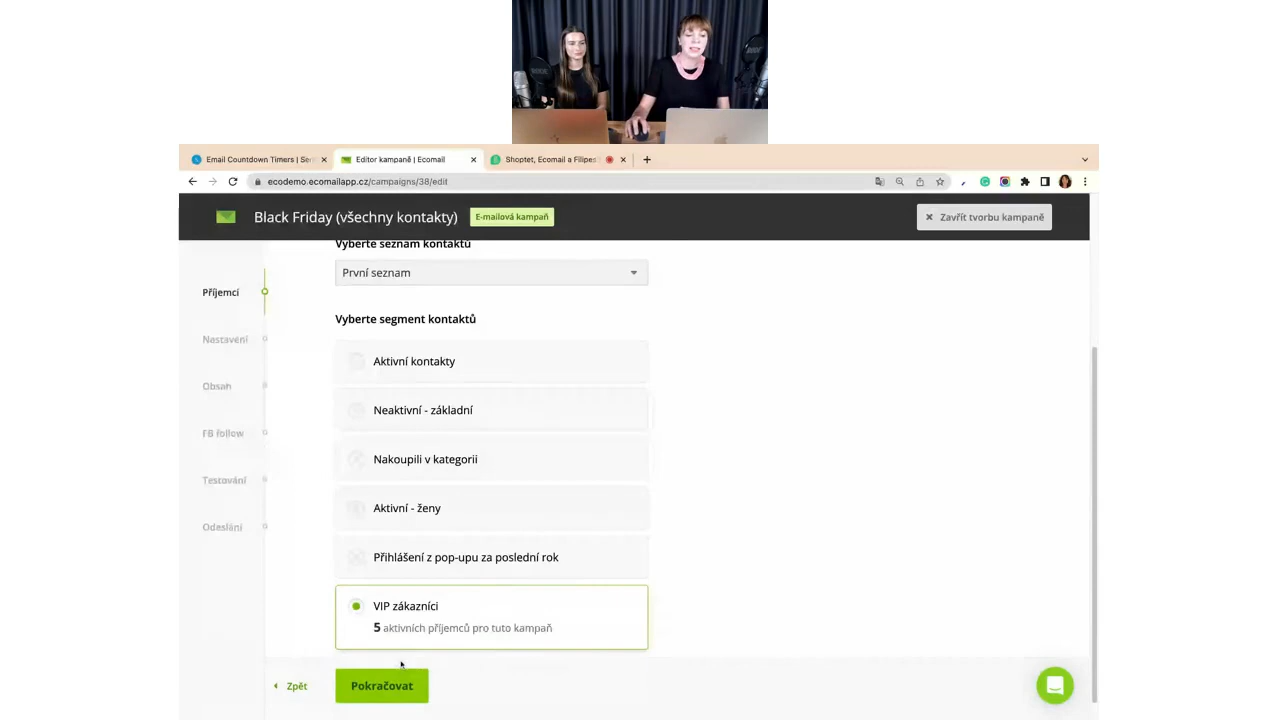 Email Countdown Timers | Sen
Editor kampaně | Ecomail
Shoptet, Ecomail a Filipes
ecodemo.ecomailapp.cz/campaigns/38/edit
Black Friday (všechny kontakty)
E-mailová kampaň
Zavřít tvorbu kampaně
Vyberte seznam kontaktů
První seznam
Příjemci
Nastavení
Obsah
FB follow
Testování
Odeslání
Vyberte segment kontaktů
Aktivní kontakty
Neaktivní - základní
Nakoupili v kategorii
Aktivní - ženy
Přihlášení z pop-upu za poslední rok
VIP zákazníci
5 aktivních příjemců pro tuto kampaň
Zpět
Pokračovat